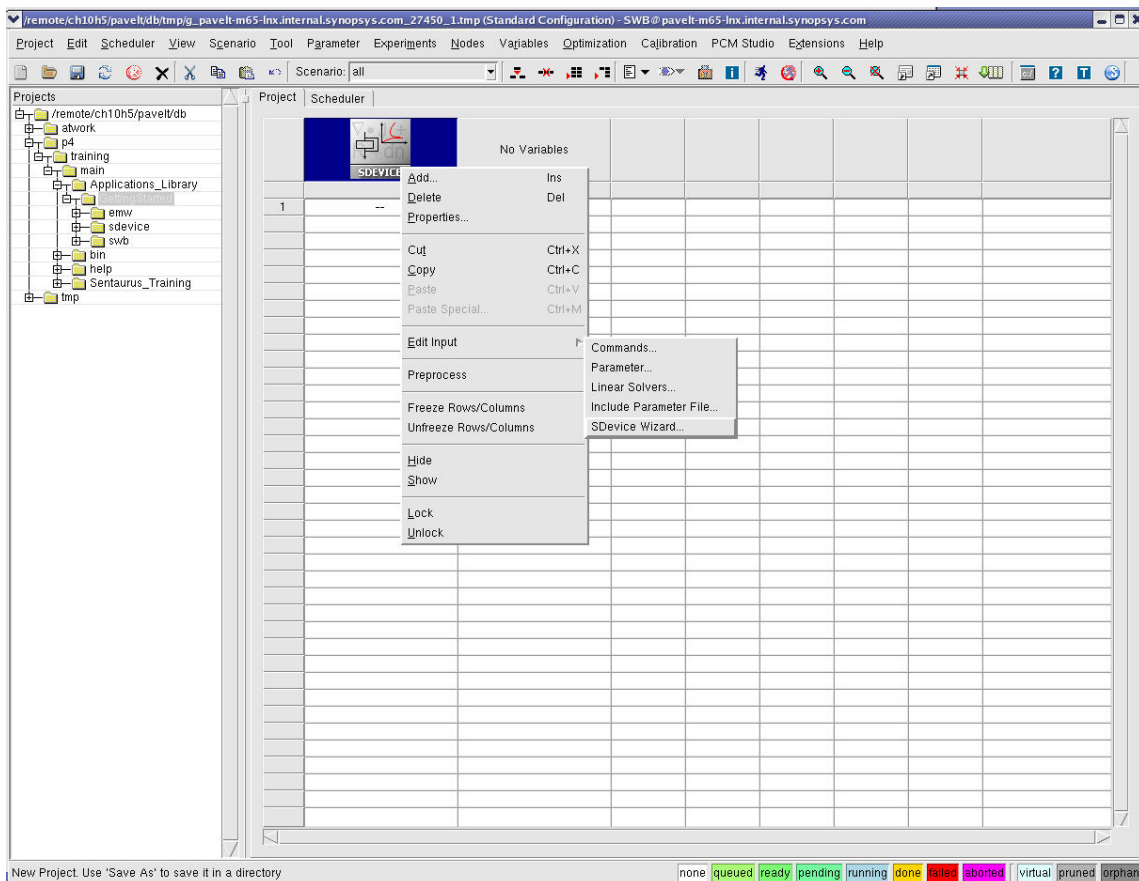 /remote/ch10h5/pavelt/db/tmp/g_pavelt-m65-lnx.internal.synopsys.com_27450_1.tmp (Standard Configuration) - SWB@pavelt-m65-lnx.internal.synopsys.com
Project Edit Scheduler View Scenario Tool Parameter Experiments Nodes Variables Optimization Calibration PCM Studio Extensions Help
Scenario: all
Projects
Project Scheduler
/remote/ch10h5/pavelt/db
atwork
p4
training
main
Applications_Library
GettingStarted
emw
sdevice
swb
bin
help
Sentaurus_Training
tmp
SDEVICE
No Variables
1 --
Add... Ins
Delete Del
Properties...
Cut Ctrl+X
Copy Ctrl+C
Paste Ctrl+V
Paste Special... Ctrl+M
Edit Input
Preprocess
Freeze Rows/Columns
Unfreeze Rows/Columns
Hide
Show
Lock
Unlock
Commands...
Parameter...
Linear Solvers...
Include Parameter File...
SDevice Wizard...
New Project. Use 'Save As' to save it in a directory
none queued ready pending running done failed aborted virtual pruned orphan